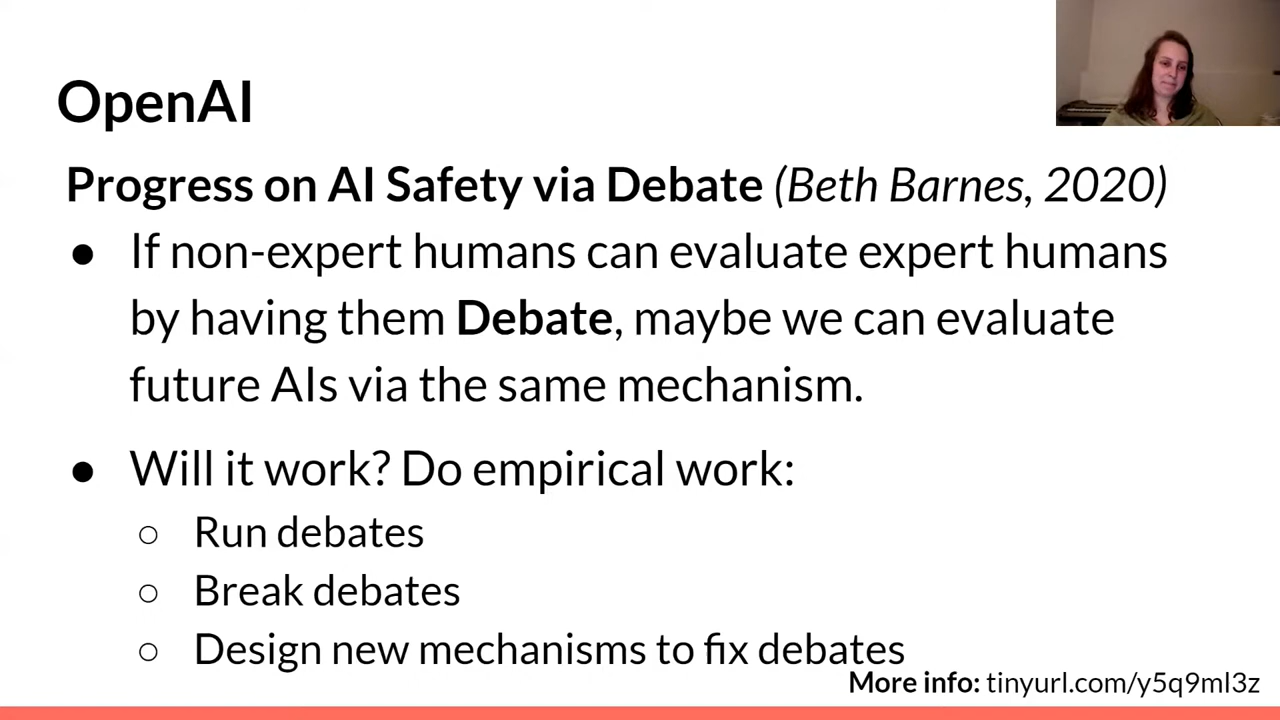 OpenAI
Progress on AI Safety via Debate (Beth Barnes, 2020)
● If non-expert humans can evaluate expert humans
by having them Debate, maybe we can evaluate
future AIs via the same mechanism.
● Will it work? Do empirical work:
○ Run debates
○ Break debates
○ Design new mechanisms to fix debates
More info: tinyurl.com/y5q9ml3z